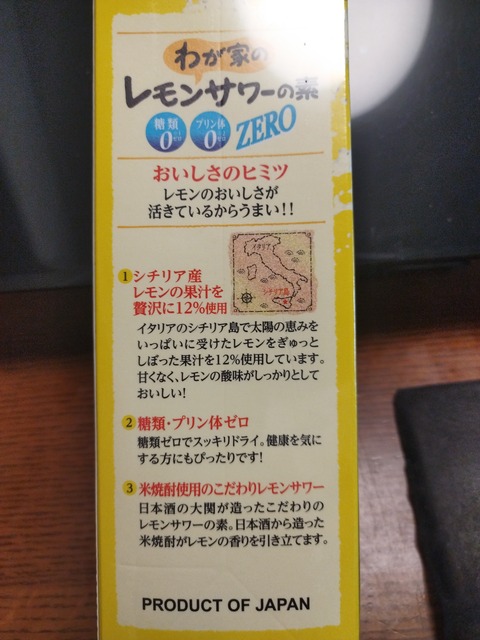 わが家の
レモンサワーの素
糖類
0
プリン体
0
ZERO
おいしさのヒミツ
レモンのおいしさが
活きているからうまい!!
イタリア
シチリア島
1 シチリア産
レモンの果汁を
贅沢に12%使用
イタリアのシチリア島で太陽の恵みを
いっぱいに受けたレモンをぎゅっと
しぼった果汁を12%使用しています。
甘くなく、レモンの酸味がしっかりとして
おいしい!
2 糖類・プリン体ゼロ
糖類ゼロでスッキリドライ。健康を気に
する方にもぴったりです!
3 米焼酎使用のこだわりレモンサワー
日本酒の大関が造ったこだわりの
レモンサワーの素。日本酒から造った
米焼酎がレモンの香りを引き立てます。
PRODUCT OF JAPAN